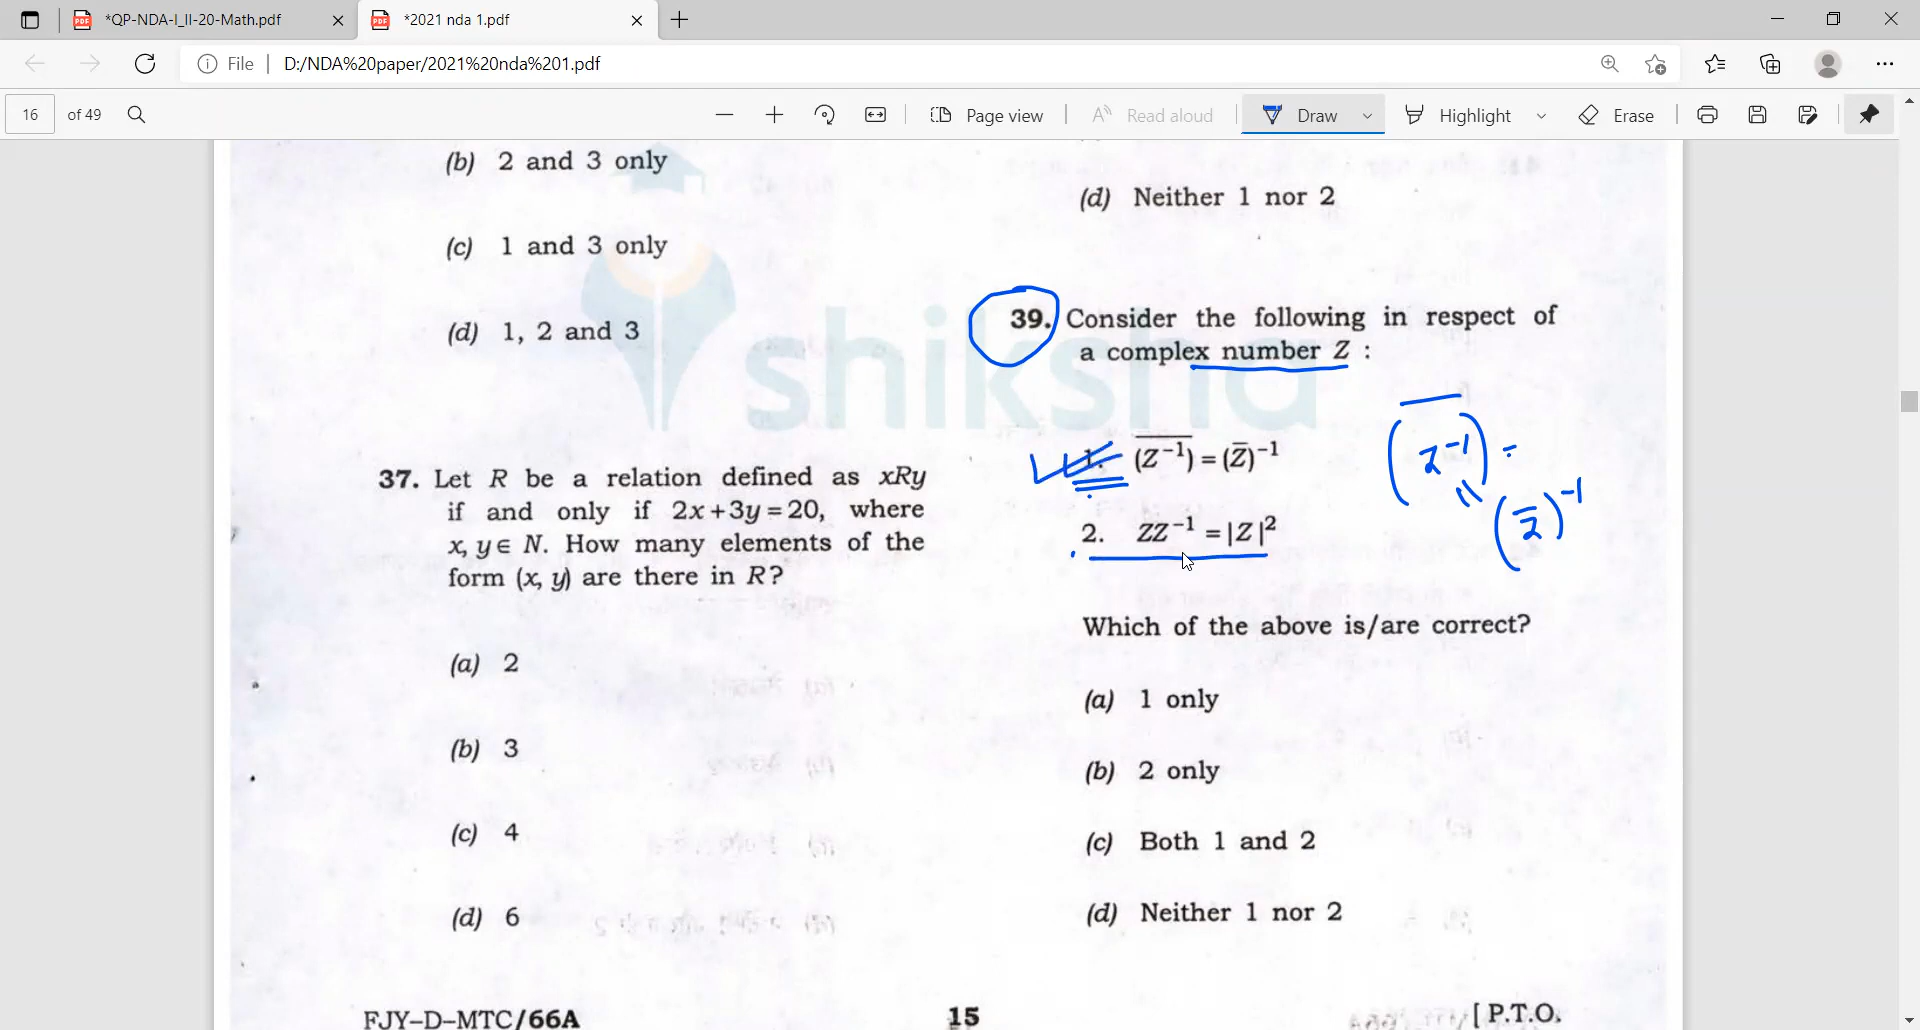 *QP-NDA-I_II-20-Math.pdf
*2021 nda 1.pdf
File D:/NDA%20paper/2021%20nda%201.pdf
16 of 49
Page view
Read aloud
Draw
Highlight
Erase
(b) 2 and 3 only
(c) 1 and 3 only
(d) 1, 2 and 3
37. Let R be a relation defined as xRy
if and only if 2x+3y=20, where
x, y∈ N. How many elements of the
form (x, y) are there in R?
(a) 2
(b) 3
(c) 4
(d) 6
FJY–D–MTC/66A
(d) Neither 1 nor 2
39. Consider the following in respect of
a complex number Z :
1. \overline{(Z⁻¹)} = (Z̅)⁻¹
2. ZZ⁻¹ = |Z|²
\overline{(z⁻¹)} =
= (z̅)⁻¹
Which of the above is/are correct?
(a) 1 only
(b) 2 only
(c) Both 1 and 2
(d) Neither 1 nor 2
15
[ P.T.O.
shiksha